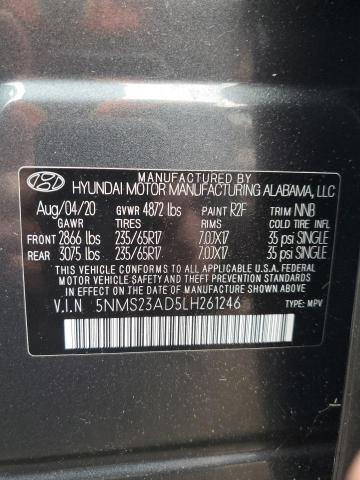 MANUFACTURED BY
HYUNDAI MOTOR MANUFACTURING ALABAMA, LLC
Aug/04/20 GVWR 4872 lbs PAINT R2F TRIM NNB
GAWR TIRES RIMS COLD TIRE INFL
FRONT 2866 lbs 235/65R17 7.0JX17 35 psi SINGLE
REAR 3075 lbs 235/65R17 7.0JX17 35 psi SINGLE
THIS VEHICLE CONFORMS TO ALL APPLICABLE U.S.A. FEDERAL
MOTOR VEHICLE SAFETY BUMPER, AND THEFT PREVENTION STANDARDS
IN EFFECT ON THE DATE OF MANUFACTURE SHOWN ABOVE.
V.I.N 5NMS23AD5LH261246 TYPE: MPV